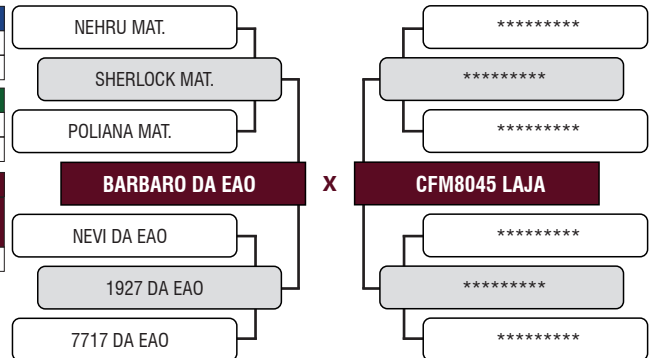 NEHRU MAT.
SHERLOCK MAT.
POLIANA MAT.
BARBARO DA EAO
NEVI DA EAO
1927 DA EAO
7717 DA EAO
X
*********
*********
*********
CFM8045 LAJA
*********
*********
*********